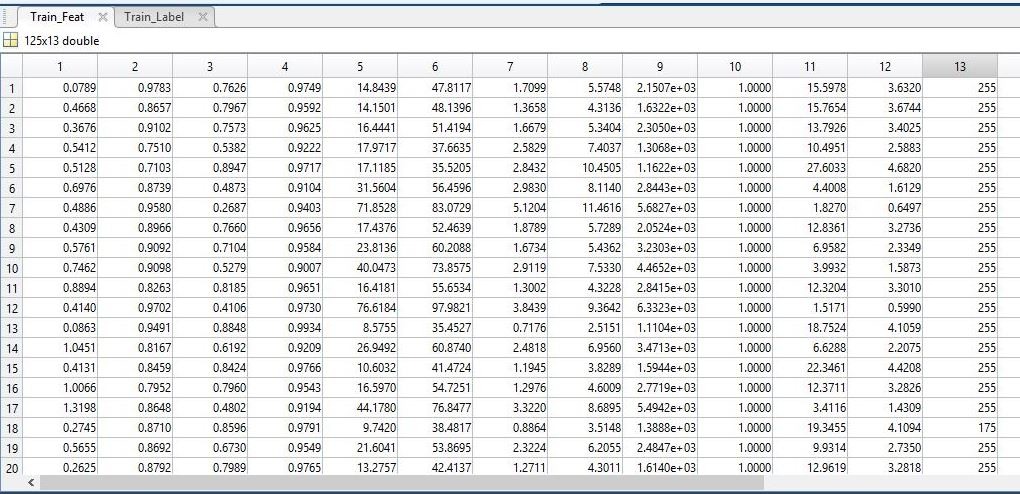 Train_Feat Train_Label
125x13 double
1 2 3 4 5 6 7 8 9 10 11 12 13
1 0.0789 0.9783 0.7626 0.9749 14.8439 47.8117 1.7099 5.5748 2.1507e+03 1.0000 15.5978 3.6320 255
2 0.4668 0.8657 0.7967 0.9592 14.1501 48.1396 1.3658 4.3136 1.6322e+03 1.0000 15.7654 3.6744 255
3 0.3676 0.9102 0.7573 0.9625 16.4441 51.4194 1.6679 5.3404 2.3050e+03 1.0000 13.7926 3.4025 255
4 0.5412 0.7510 0.5382 0.9222 17.9717 37.6635 2.5829 7.4037 1.3068e+03 1.0000 10.4951 2.5883 255
5 0.5128 0.7103 0.8947 0.9717 17.1185 35.5205 2.8432 10.4505 1.1622e+03 1.0000 27.6033 4.6820 255
6 0.6976 0.8739 0.4873 0.9104 31.5604 56.4596 2.9830 8.1140 2.8443e+03 1.0000 4.4008 1.6129 255
7 0.4886 0.9580 0.2687 0.9403 71.8528 83.0729 5.1204 11.4616 5.6827e+03 1.0000 1.8270 0.6497 255
8 0.4309 0.8966 0.7660 0.9656 17.4376 52.4639 1.8789 5.7289 2.0524e+03 1.0000 12.8361 3.2736 255
9 0.5761 0.9092 0.7104 0.9584 23.8136 60.2088 1.6734 5.4362 3.2303e+03 1.0000 6.9582 2.3349 255
10 0.7462 0.9098 0.5279 0.9007 40.0473 73.8575 2.9119 7.5330 4.4652e+03 1.0000 3.9932 1.5873 255
11 0.8894 0.8263 0.8185 0.9651 16.4181 55.6534 1.3002 4.3228 2.8415e+03 1.0000 12.3204 3.3010 255
12 0.4140 0.9702 0.4106 0.9730 76.6184 97.9821 3.8439 9.3642 6.3323e+03 1.0000 1.5171 0.5990 255
13 0.0863 0.9491 0.8848 0.9934 8.5755 35.4527 0.7176 2.5151 1.1104e+03 1.0000 18.7524 4.1059 255
14 1.0451 0.8167 0.6192 0.9209 26.9492 60.8740 2.4818 6.9560 3.4713e+03 1.0000 6.6288 2.2075 255
15 0.4131 0.8459 0.8424 0.9766 10.6032 41.4724 1.1945 3.8289 1.5944e+03 1.0000 22.3461 4.4208 255
16 1.0066 0.7952 0.7960 0.9543 16.5970 54.7251 1.2976 4.6009 2.7719e+03 1.0000 12.3711 3.2826 255
17 1.3198 0.8648 0.4802 0.9194 44.1780 76.8477 3.3220 8.6895 5.4942e+03 1.0000 3.4116 1.4309 255
18 0.2745 0.8710 0.8596 0.9791 9.7420 38.4817 0.8864 3.5148 1.3888e+03 1.0000 19.3455 4.1094 175
19 0.5655 0.8692 0.6730 0.9549 21.6041 53.8695 2.3224 6.2055 2.4847e+03 1.0000 9.9314 2.7350 255
20 0.2625 0.8792 0.7989 0.9765 13.2757 42.4137 1.2711 4.3011 1.6140e+03 1.0000 12.9619 3.2818 255